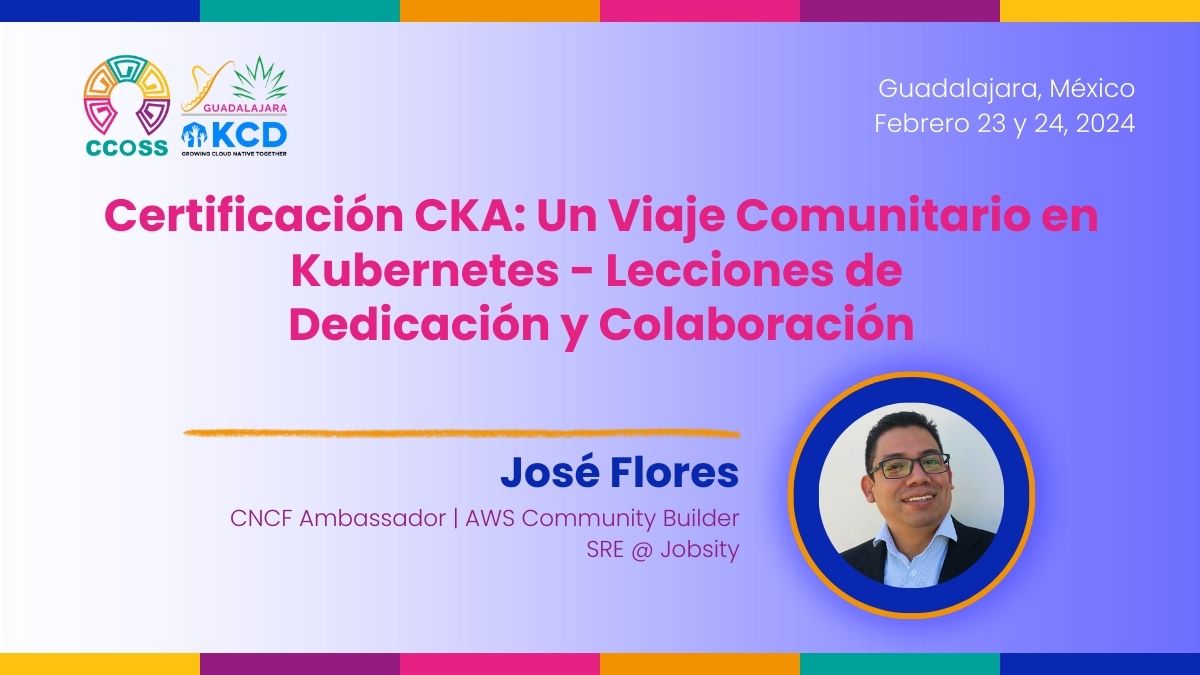 CCOSS
GUADALAJARA
KCD
GROWING CLOUD NATIVE TOGETHER
Guadalajara, México
Febrero 23 y 24, 2024
Certificación CKA: Un Viaje Comunitario en
Kubernetes - Lecciones de
Dedicación y Colaboración
José Flores
CNCF Ambassador | AWS Community Builder
SRE @ Jobsity